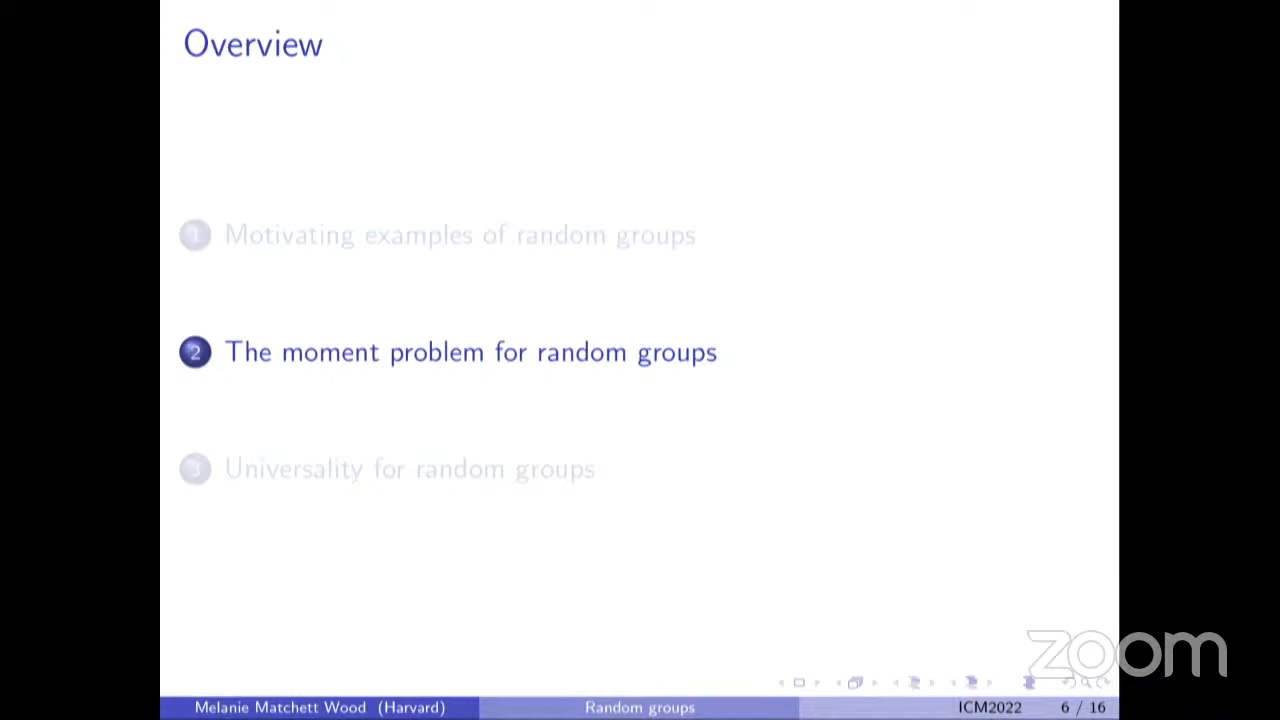 Overview
1 Motivating examples of random groups
2 The moment problem for random groups
3 Universality for random groups
zoom
Melanie Matchett Wood (Harvard) Random groups ICM2022 6 / 16